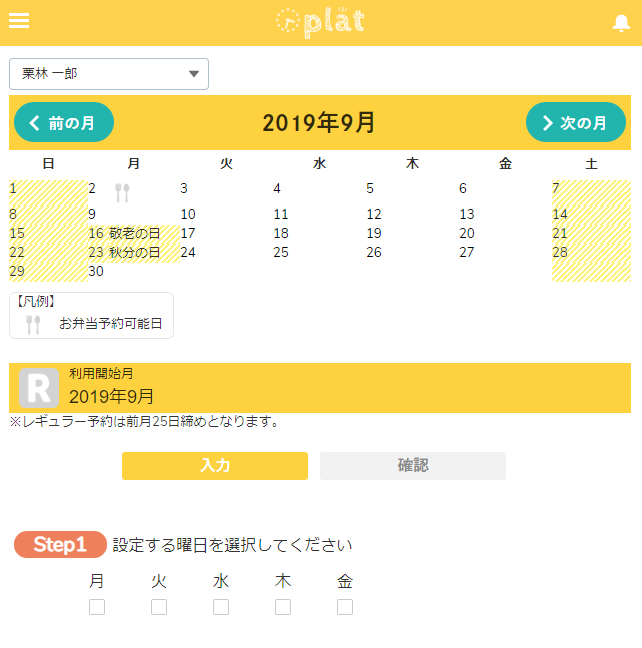 plat
栗林 一郎
前の月 2019年9月 次の月
日 月 火 水 木 金 土
1 2 3 4 5 6 7
8 9 10 11 12 13 14
15 16 敬老の日 17 18 19 20 21
22 23 秋分の日 24 25 26 27 28
29 30
【凡例】
お弁当予約可能日
R 利用開始月
2019年9月
※レギュラー予約は前月25日締めとなります。
入力 確認
Step1 設定する曜日を選択してください
月 火 水 木 金